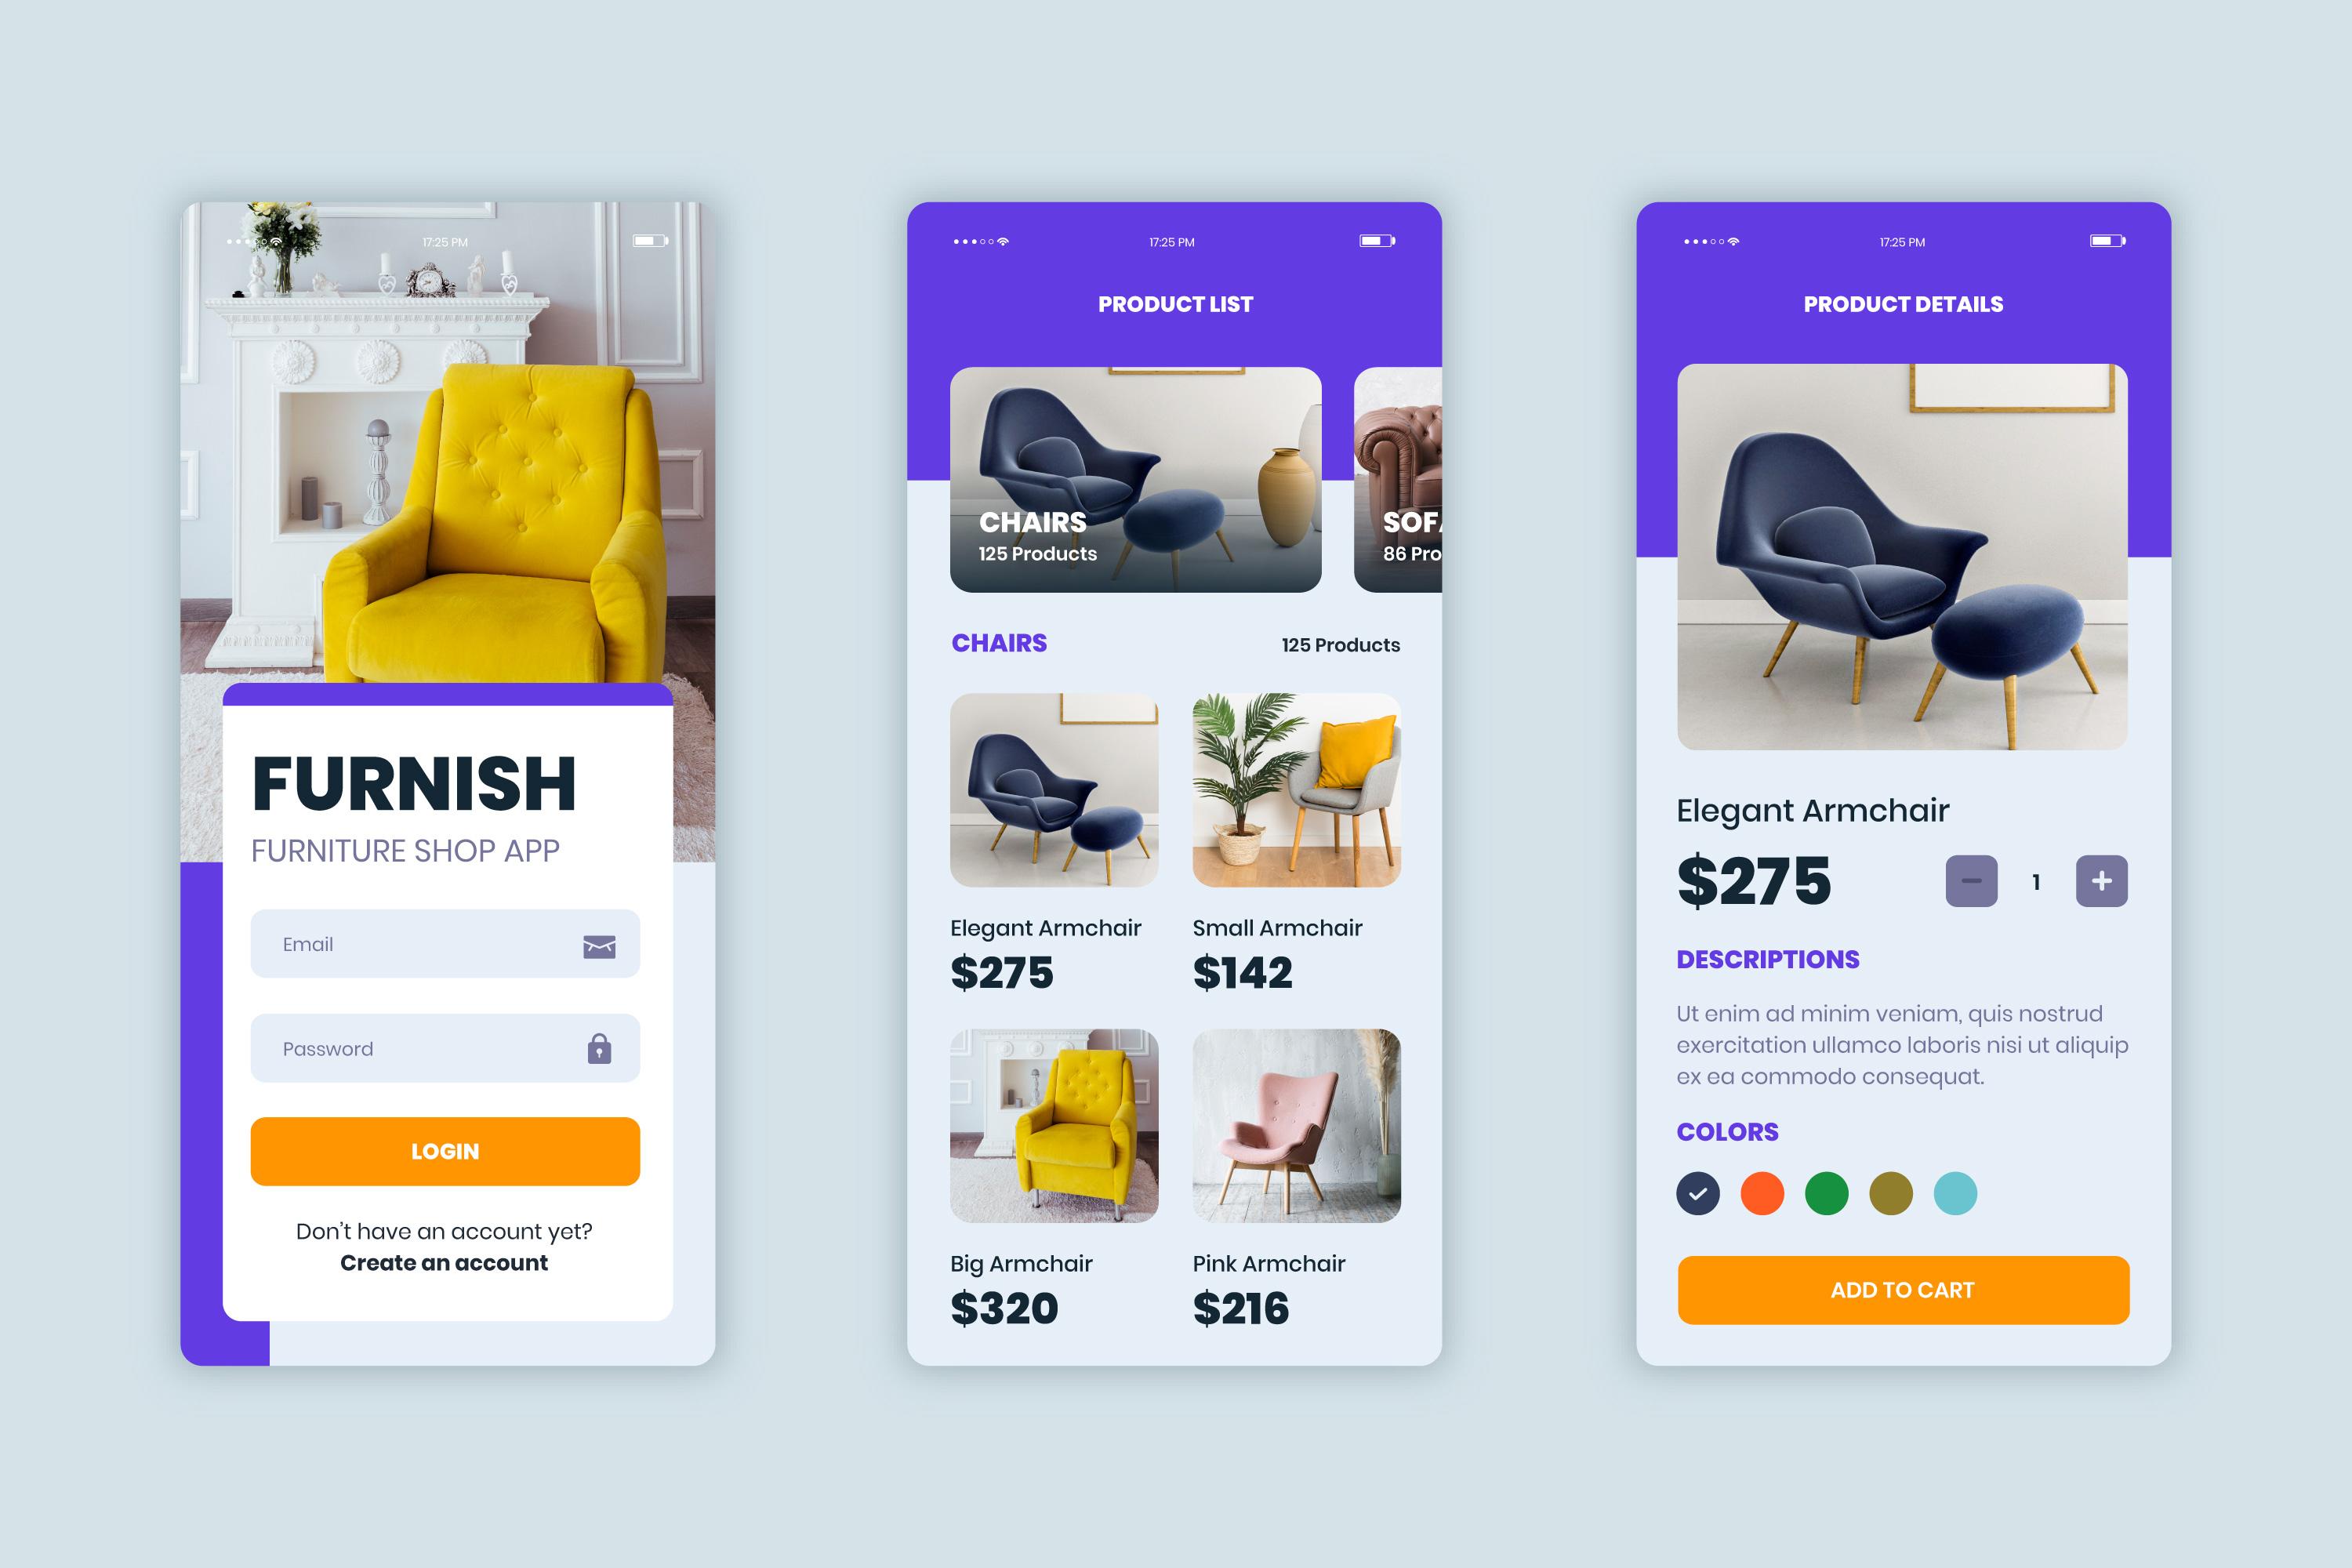 17:25 PM
FURNISH
FURNITURE SHOP APP
Email
Password
LOGIN
Don't have an account yet?
Create an account
17:25 PM
PRODUCT LIST
CHAIRS
125 Products
SOFA
86 Pro
CHAIRS
125 Products
Elegant Armchair
$275
Small Armchair
$142
Big Armchair
$320
Pink Armchair
$216
17:25 PM
PRODUCT DETAILS
Elegant Armchair
$275
1
DESCRIPTIONS
Ut enim ad minim veniam, quis nostrud
exercitation ullamco laboris nisi ut aliquip
ex ea commodo consequat.
COLORS
ADD TO CART